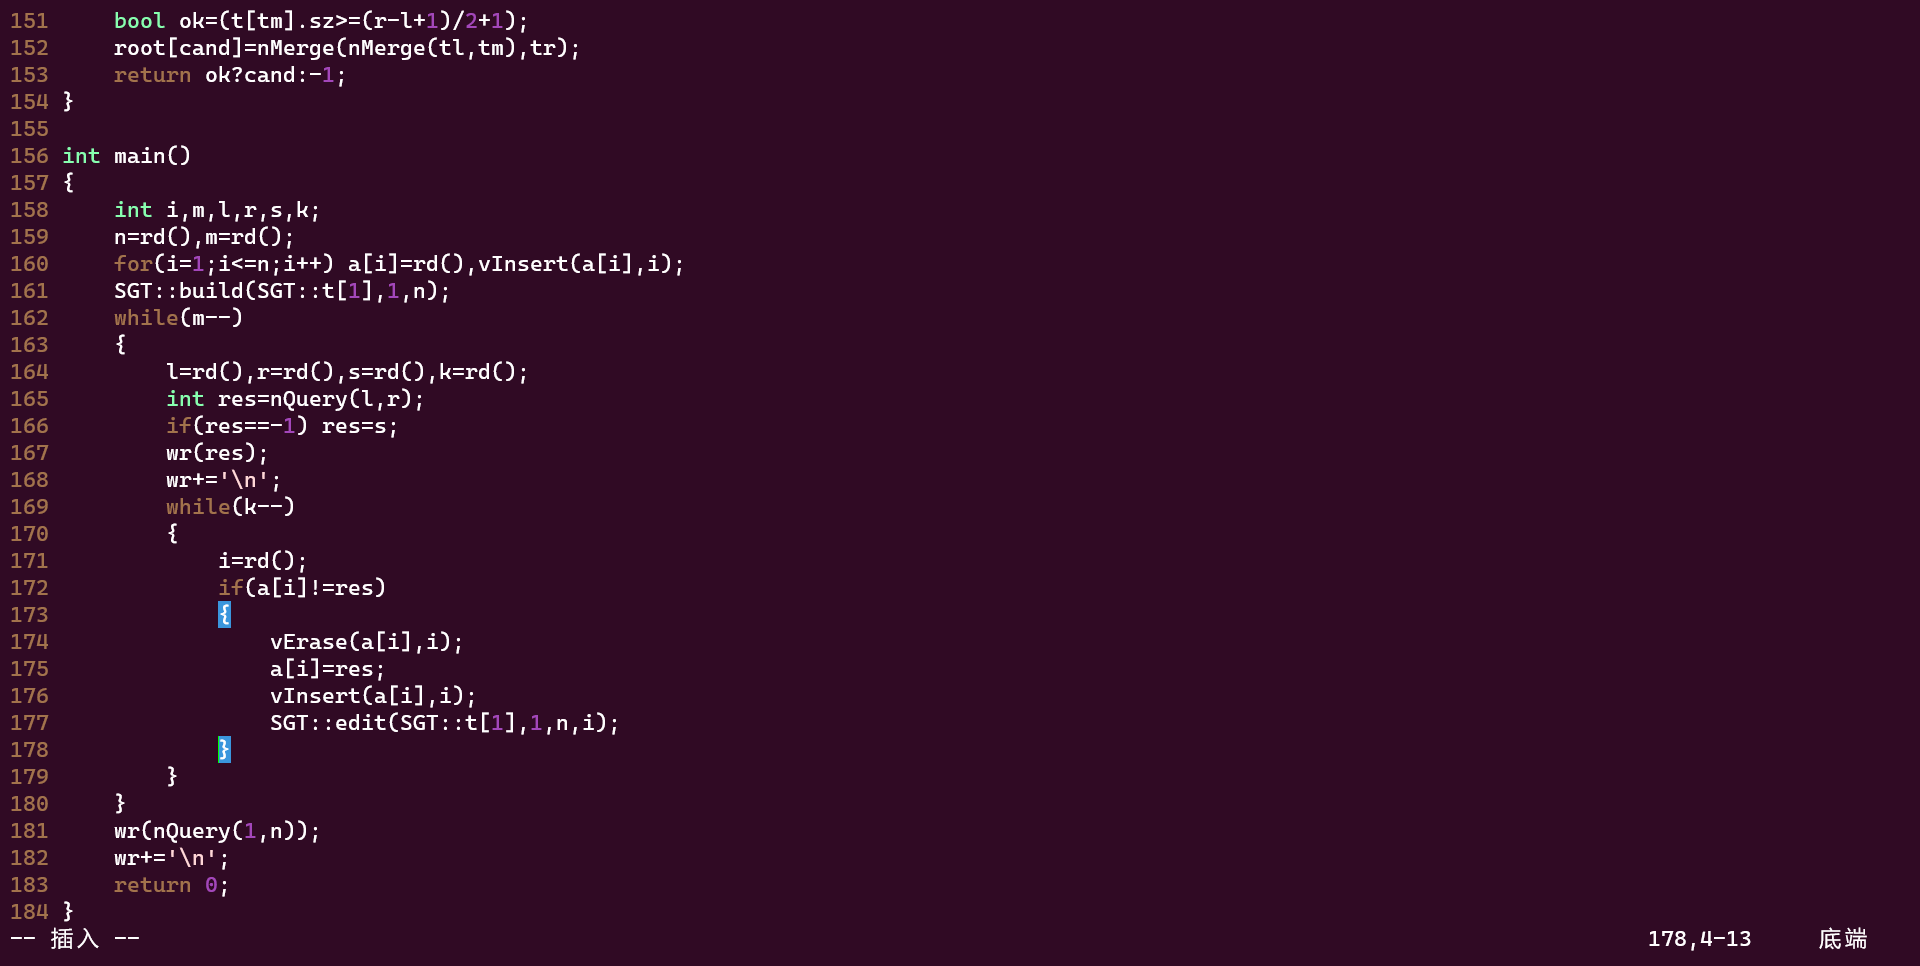 151     bool ok=(t[tm].sz>=(r-l+1)/2+1);
152     root[cand]=nMerge(nMerge(tl,tm),tr);
153     return ok?cand:-1;
154 }
155
156 int main()
157 {
158     int i,m,l,r,s,k;
159     n=rd(),m=rd();
160     for(i=1;i<=n;i++) a[i]=rd(),vInsert(a[i],i);
161     SGT::build(SGT::t[1],1,n);
162     while(m--)
163     {
164         l=rd(),r=rd(),s=rd(),k=rd();
165         int res=nQuery(l,r);
166         if(res==-1) res=s;
167         wr(res);
168         wr+='\n';
169         while(k--)
170         {
171             i=rd();
172             if(a[i]!=res)
173             {
174                 vErase(a[i],i);
175                 a[i]=res;
176                 vInsert(a[i],i);
177                 SGT::edit(SGT::t[1],1,n,i);
178             }
179         }
180     }
181     wr(nQuery(1,n));
182     wr+='\n';
183     return 0;
184 }
-- 插入 --                    178,4-13     底端